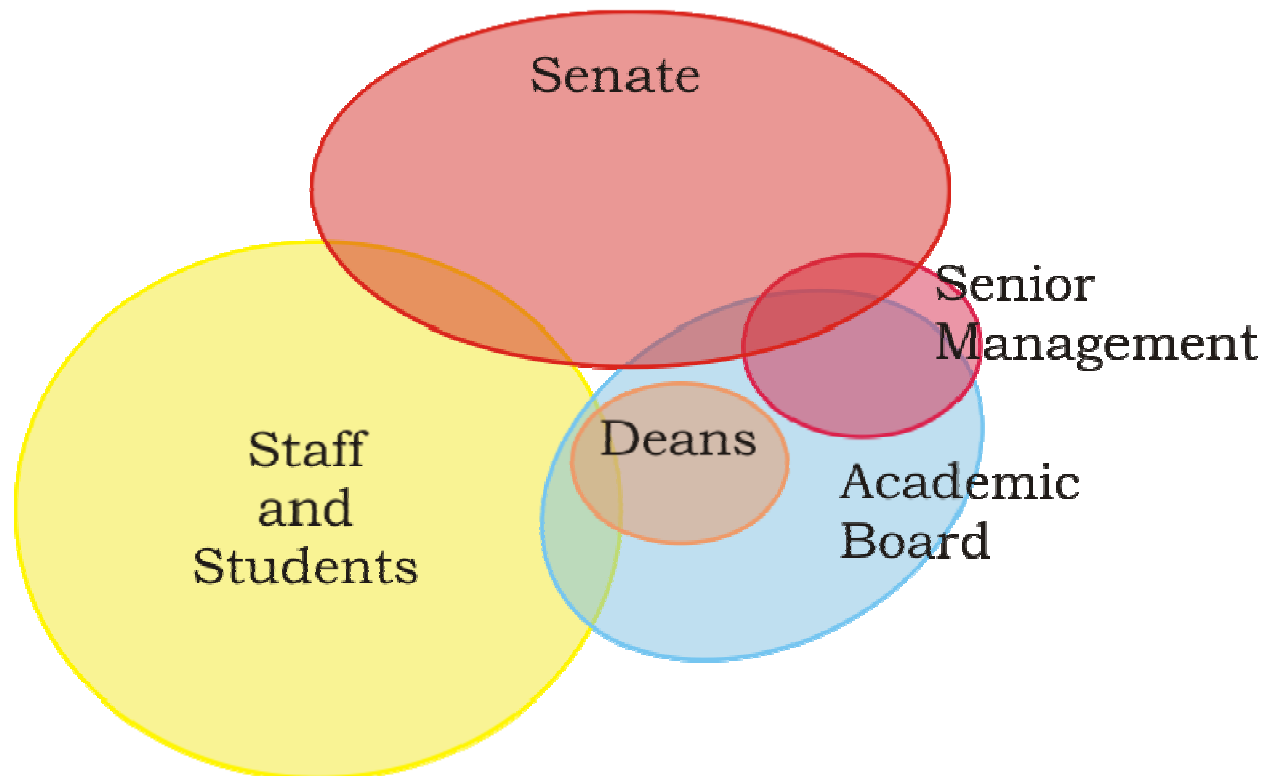 Senate
Senior
Management
Deans
Staff
and
Students
Academic
Board